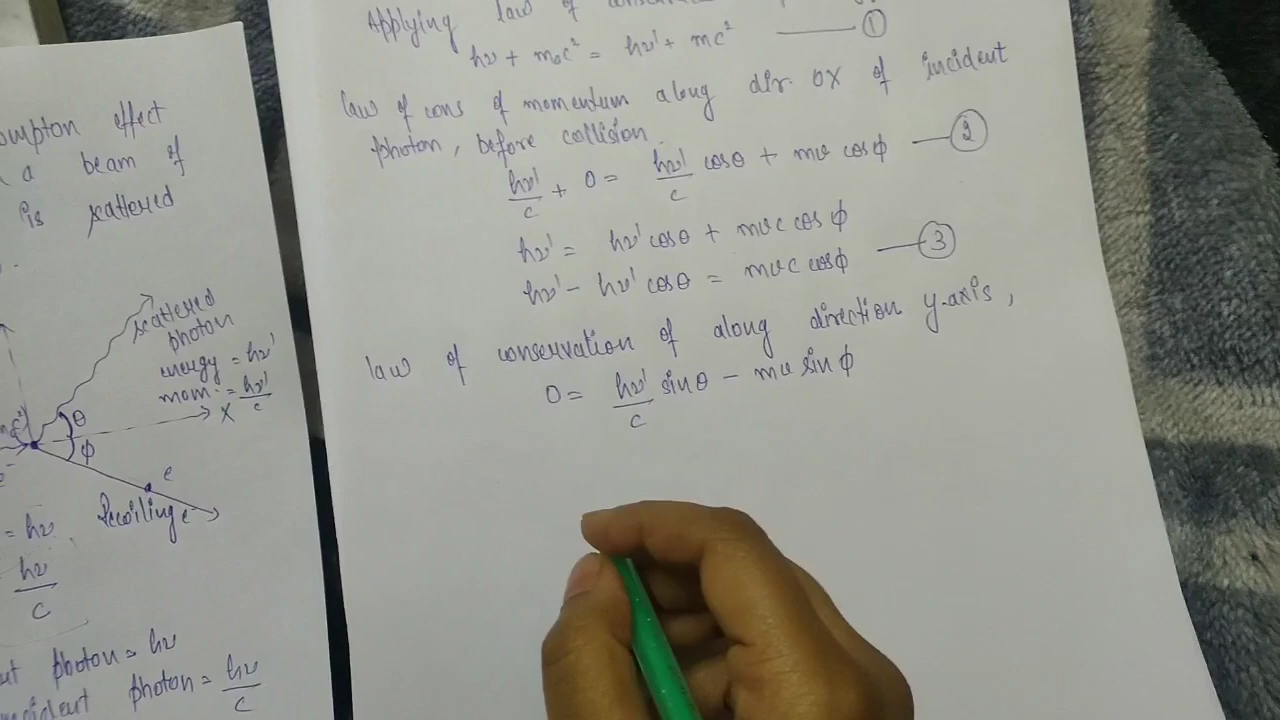 ompton effect
a beam of
is scattered
scattered
photon
energy = hν'
mom. = hν'/c
X
θ
φ
e
Recoiling e
= hν
hν/c
photon = hν
incident photon = hν/c
Applying law of
hν + m₀c² = hν' + mc² ——— ①
law of cons of momentum along dir. OX of incident
photon, before collision.
hν'/c + 0 = hν'/c cosθ + mv cosφ —— ②
hν' = hν' cosθ + mvc cosφ
hν' - hν' cosθ = mvc cosφ —— ③
law of conservation of along direction y-axis,
0 = hν'/c sinθ - mv sinφ